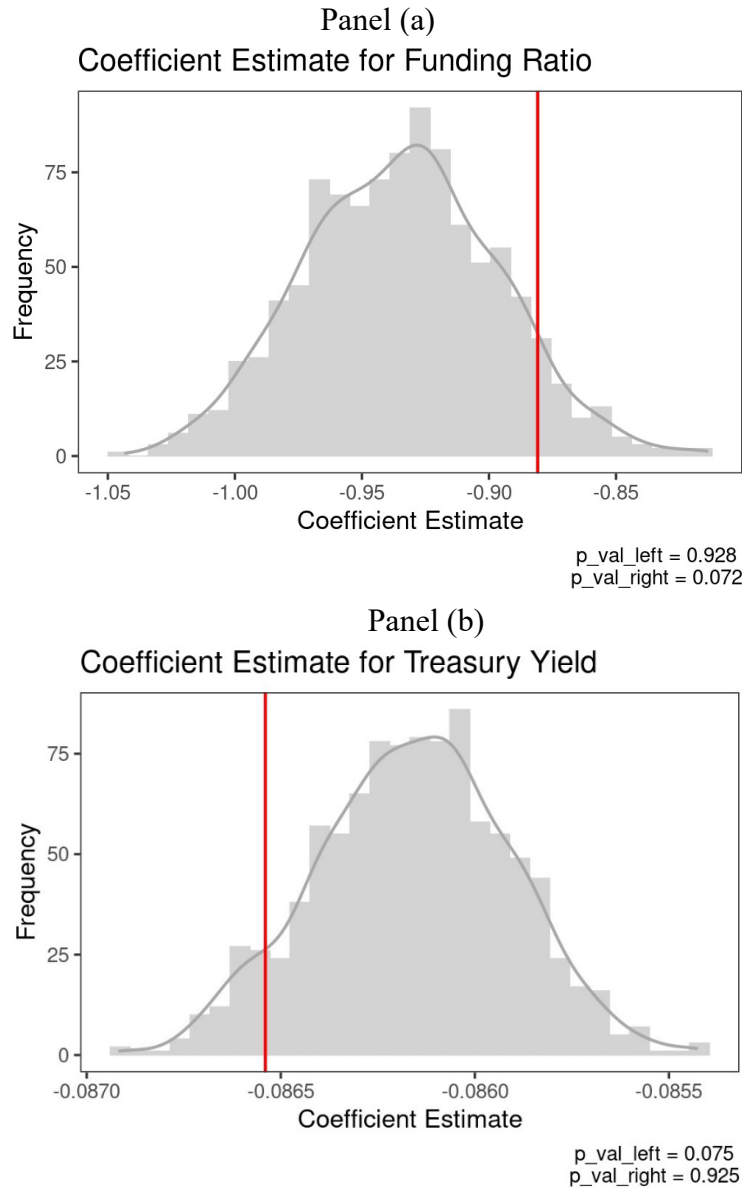 Panel (a)
Coefficient Estimate for Funding Ratio
75
50
25
0
Frequency
-1.05 -1.00 -0.95 -0.90 -0.85
Coefficient Estimate
p_val_left = 0.928
p_val_right = 0.072
Panel (b)
Coefficient Estimate for Treasury Yield
75
50
25
0
Frequency
-0.0870 -0.0865 -0.0860 -0.0855
Coefficient Estimate
p_val_left = 0.075
p_val_right = 0.925